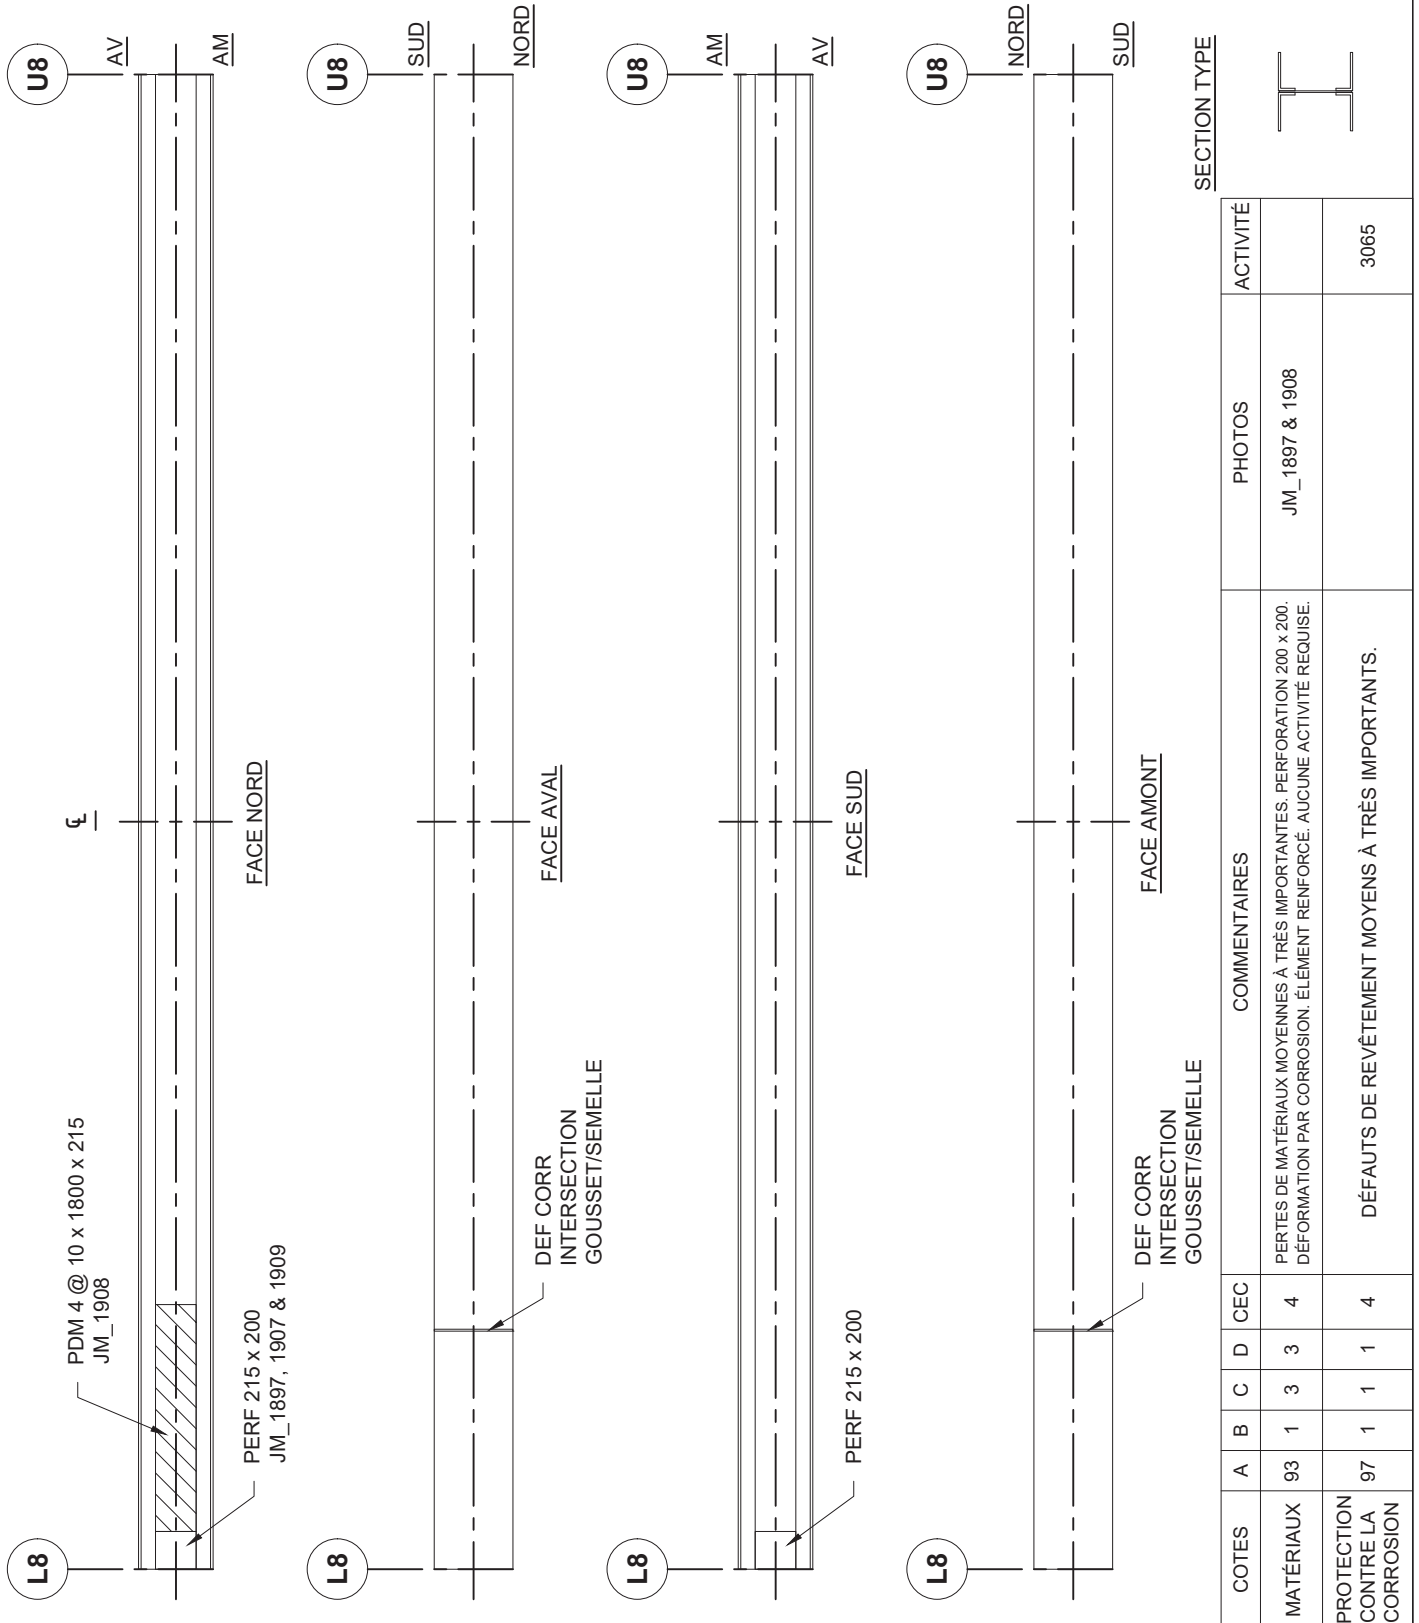 L8
PDM 4 @ 10 x 1800 x 215
JM_1908
℄
U8
AV
AM
PERF 215 x 200
JM_1897, 1907 & 1909
FACE NORD
L8
U8
SUD
NORD
DEF CORR
INTERSECTION
GOUSSET/SEMELLE
FACE AVAL
L8
U8
AM
AV
PERF 215 x 200
FACE SUD
L8
U8
NORD
SUD
DEF CORR
INTERSECTION
GOUSSET/SEMELLE
FACE AMONT
SECTION TYPE
COTES A B C D CEC COMMENTAIRES PHOTOS ACTIVITÉ
MATÉRIAUX 93 1 3 3 4 PERTES DE MATÉRIAUX MOYENNES À TRÈS IMPORTANTES. PERFORATION 200 x 200. JM_1897 & 1908
DÉFORMATION PAR CORROSION. ÉLÉMENT RENFORCÉ. AUCUNE ACTIVITÉ REQUISE.
PROTECTION
CONTRE LA 97 1 1 1 4 DÉFAUTS DE REVÊTEMENT MOYENS À TRÈS IMPORTANTS. 3065
CORROSION